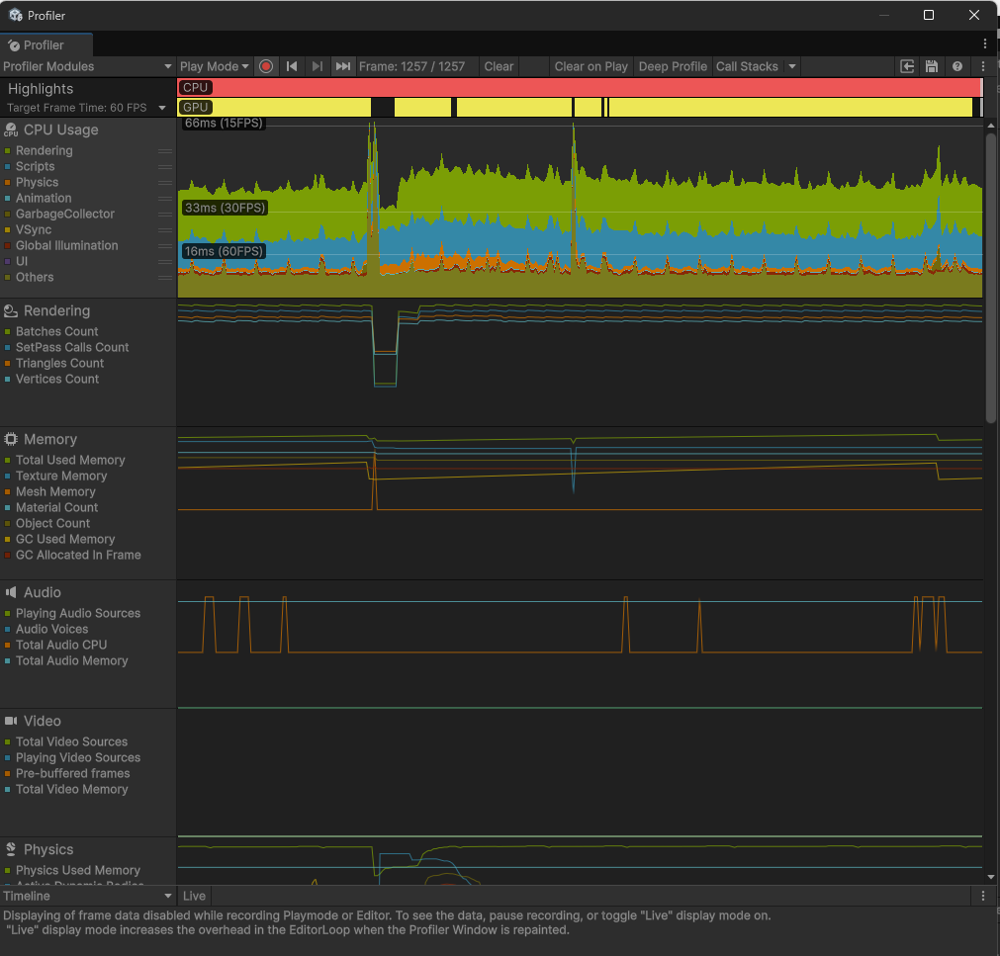 Profiler
Profiler
Profiler Modules Play Mode Frame: 1257 / 1257 Clear Clear on Play Deep Profile Call Stacks
Highlights CPU
Target Frame Time: 60 FPS GPU
66ms (15FPS)
CPU Usage
Rendering
Scripts
Physics
Animation
33ms (30FPS)
GarbageCollector
VSync
Global Illumination
16ms (60FPS)
UI
Others
Rendering
Batches Count
SetPass Calls Count
Triangles Count
Vertices Count
Memory
Total Used Memory
Texture Memory
Mesh Memory
Material Count
Object Count
GC Used Memory
GC Allocated In Frame
Audio
Playing Audio Sources
Audio Voices
Total Audio CPU
Total Audio Memory
Video
Total Video Sources
Playing Video Sources
Pre-buffered frames
Total Video Memory
Physics
Physics Used Memory
Active Dynamic Bodies
Timeline Live
Displaying of frame data disabled while recording Playmode or Editor. To see the data, pause recording, or toggle "Live" display mode on.
"Live" display mode increases the overhead in the EditorLoop when the Profiler Window is repainted.